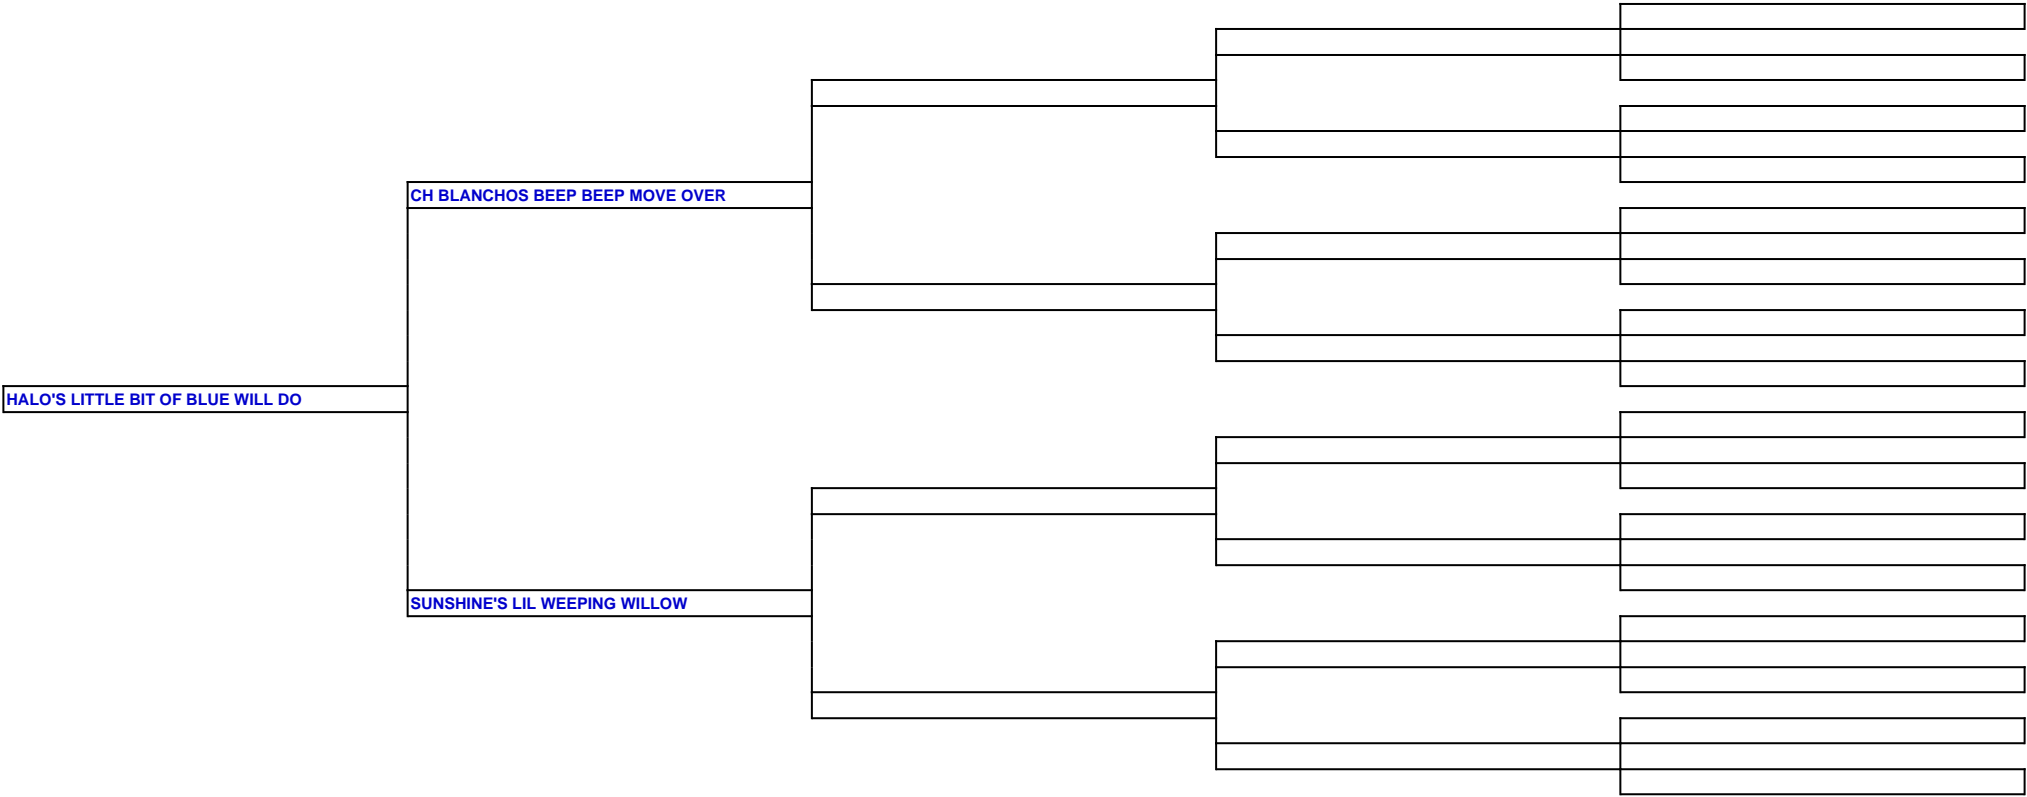 CH BLANCHOS BEEP BEEP MOVE OVER
HALO'S LITTLE BIT OF BLUE WILL DO
SUNSHINE'S LIL WEEPING WILLOW